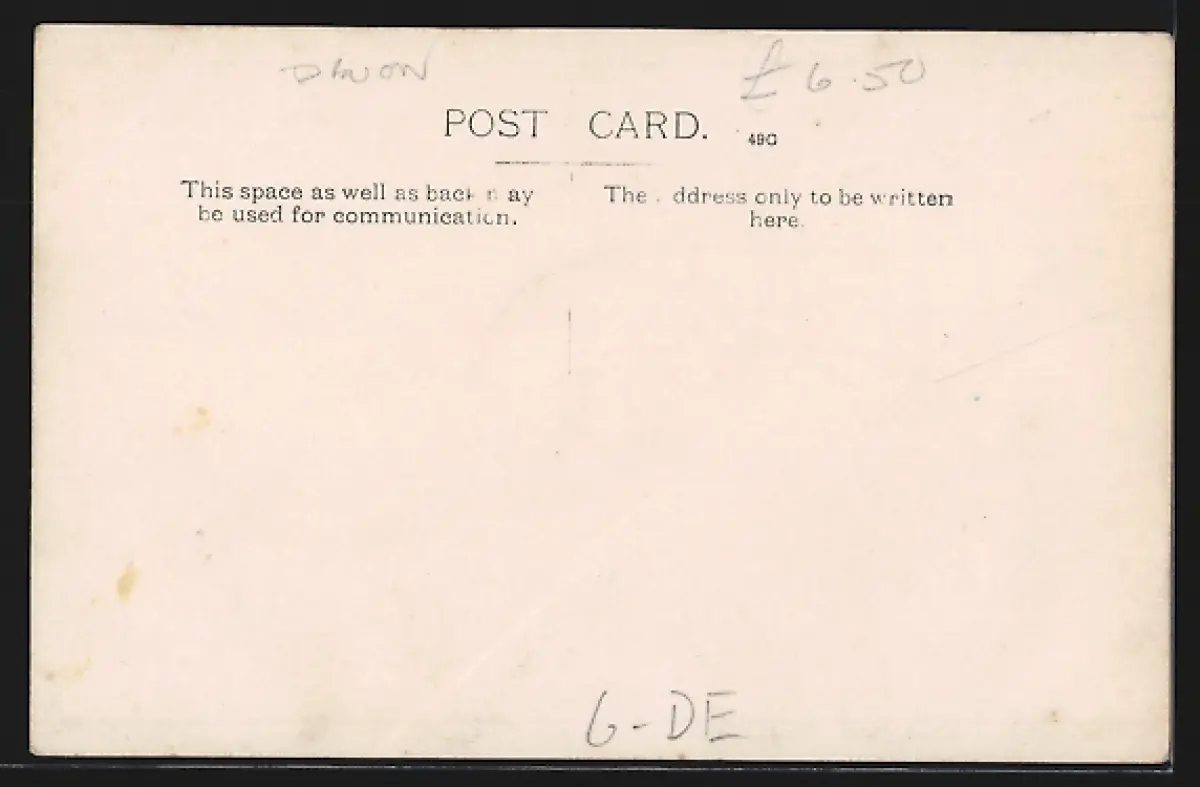 DEVON
£6.50
POST CARD.
49G
This space as well as back may
be used for communication.
The address only to be written
here.
6-DE